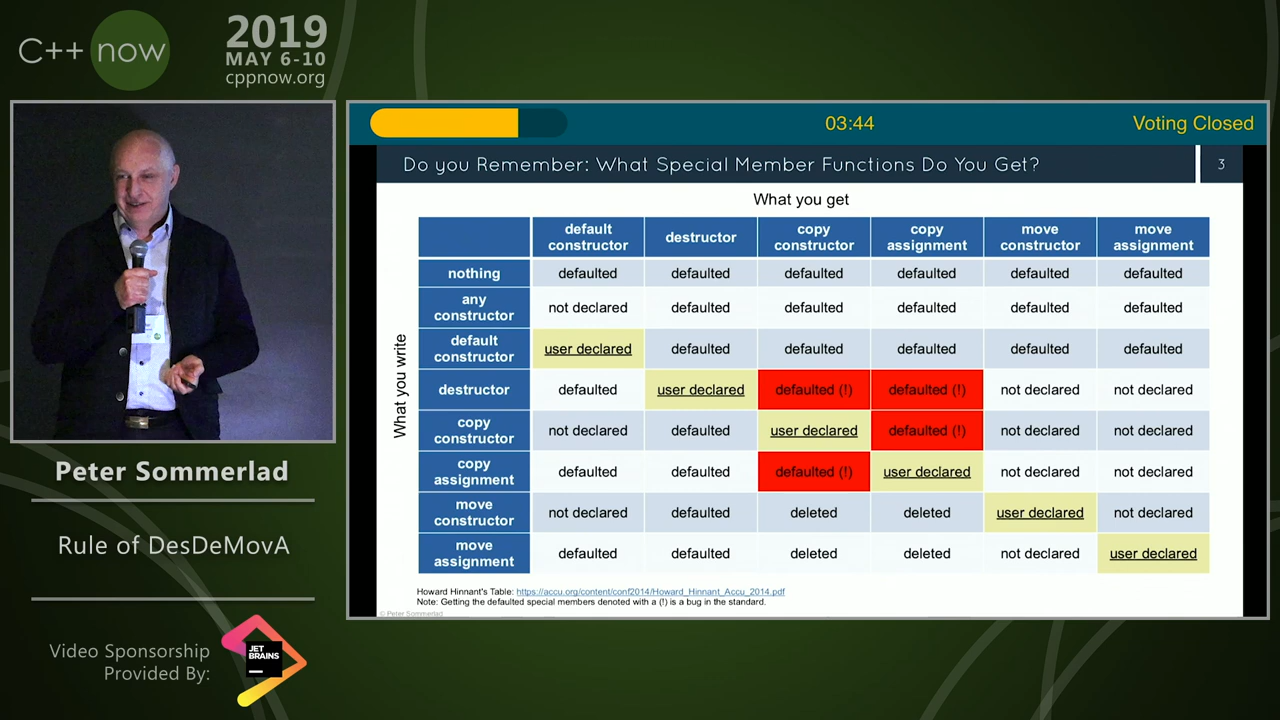 C++ now
2019
MAY 6-10
cppnow.org
Peter Sommerlad
Rule of DesDeMovA
Video Sponsorship
Provided By:
JET
BRAINS
03:44
Voting Closed
Do you Remember: What Special Member Functions Do You Get?
3
What you get
What you write
default constructor
destructor
copy constructor
copy assignment
move constructor
move assignment
nothing
defaulted
defaulted
defaulted
defaulted
defaulted
defaulted
any constructor
not declared
defaulted
defaulted
defaulted
defaulted
defaulted
default constructor
user declared
defaulted
defaulted
defaulted
defaulted
defaulted
destructor
defaulted
user declared
defaulted (!)
defaulted (!)
not declared
not declared
copy constructor
not declared
defaulted
user declared
defaulted (!)
not declared
not declared
copy assignment
defaulted
defaulted
defaulted (!)
user declared
not declared
not declared
move constructor
not declared
defaulted
deleted
deleted
user declared
not declared
move assignment
defaulted
defaulted
deleted
deleted
not declared
user declared
Howard Hinnant's Table: https://accu.org/content/conf2014/Howard_Hinnant_Accu_2014.pdf
Note: Getting the defaulted special members denoted with a (!) is a bug in the standard.
© Peter Sommerlad